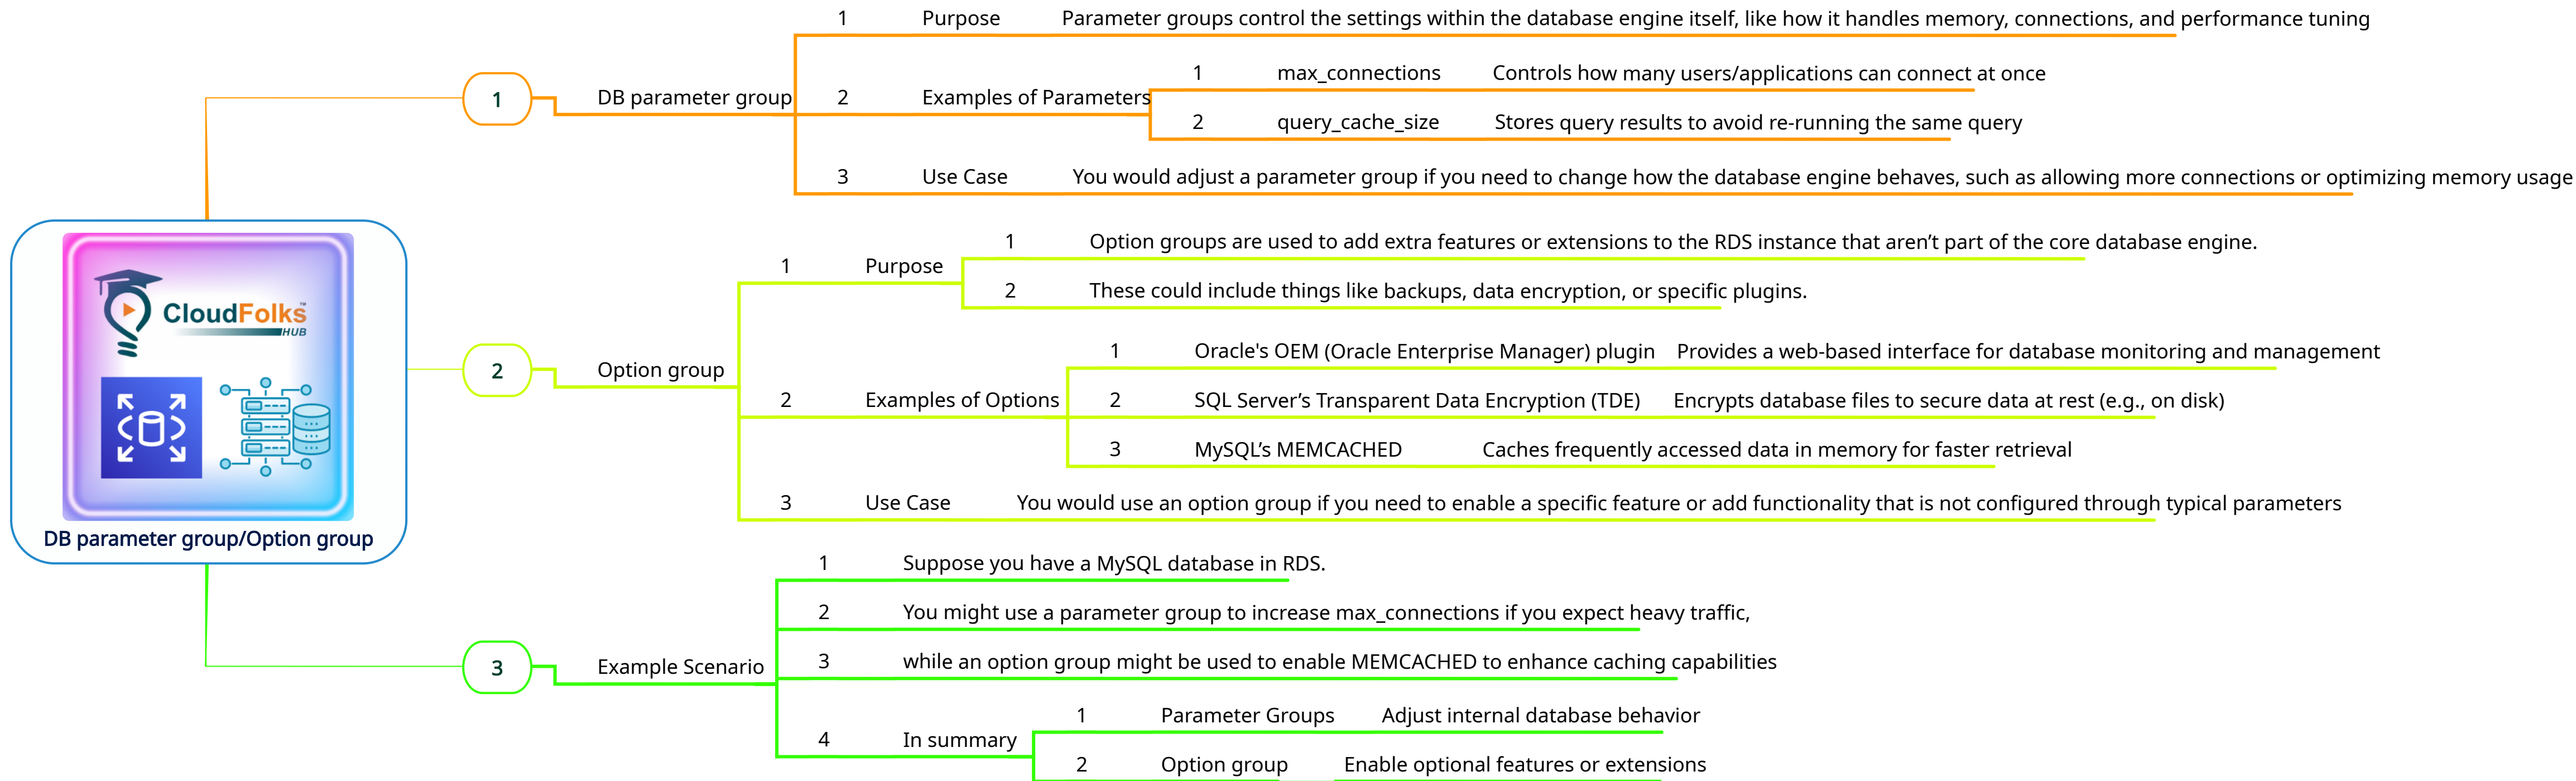 CloudFolks™
HUB
DB parameter group/Option group
1 DB parameter group
1 Purpose Parameter groups control the settings within the database engine itself, like how it handles memory, connections, and performance tuning
2 Examples of Parameters
1 max_connections Controls how many users/applications can connect at once
2 query_cache_size Stores query results to avoid re-running the same query
3 Use Case You would adjust a parameter group if you need to change how the database engine behaves, such as allowing more connections or optimizing memory usage
2 Option group
1 Purpose
1 Option groups are used to add extra features or extensions to the RDS instance that aren’t part of the core database engine.
2 These could include things like backups, data encryption, or specific plugins.
2 Examples of Options
1 Oracle's OEM (Oracle Enterprise Manager) plugin Provides a web-based interface for database monitoring and management
2 SQL Server’s Transparent Data Encryption (TDE) Encrypts database files to secure data at rest (e.g., on disk)
3 MySQL’s MEMCACHED Caches frequently accessed data in memory for faster retrieval
3 Use Case You would use an option group if you need to enable a specific feature or add functionality that is not configured through typical parameters
3 Example Scenario
1 Suppose you have a MySQL database in RDS.
2 You might use a parameter group to increase max_connections if you expect heavy traffic,
3 while an option group might be used to enable MEMCACHED to enhance caching capabilities
4 In summary
1 Parameter Groups Adjust internal database behavior
2 Option group Enable optional features or extensions